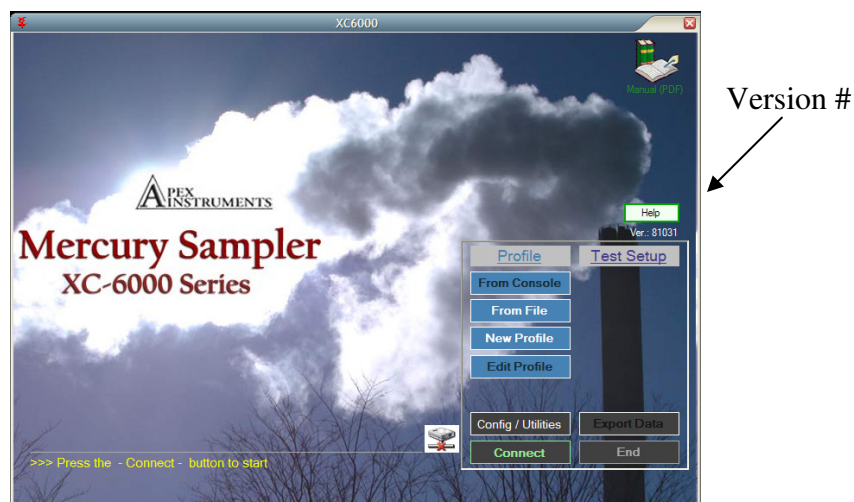 XC6000
Manual (PDF)
Version #
APEX
INSTRUMENTS
Help
Ver.: 81031
Mercury Sampler
XC-6000 Series
Profile
Test Setup
From Console
From File
New Profile
Edit Profile
Config / Utilities
Export Data
>>> Press the - Connect - button to start
Connect
End